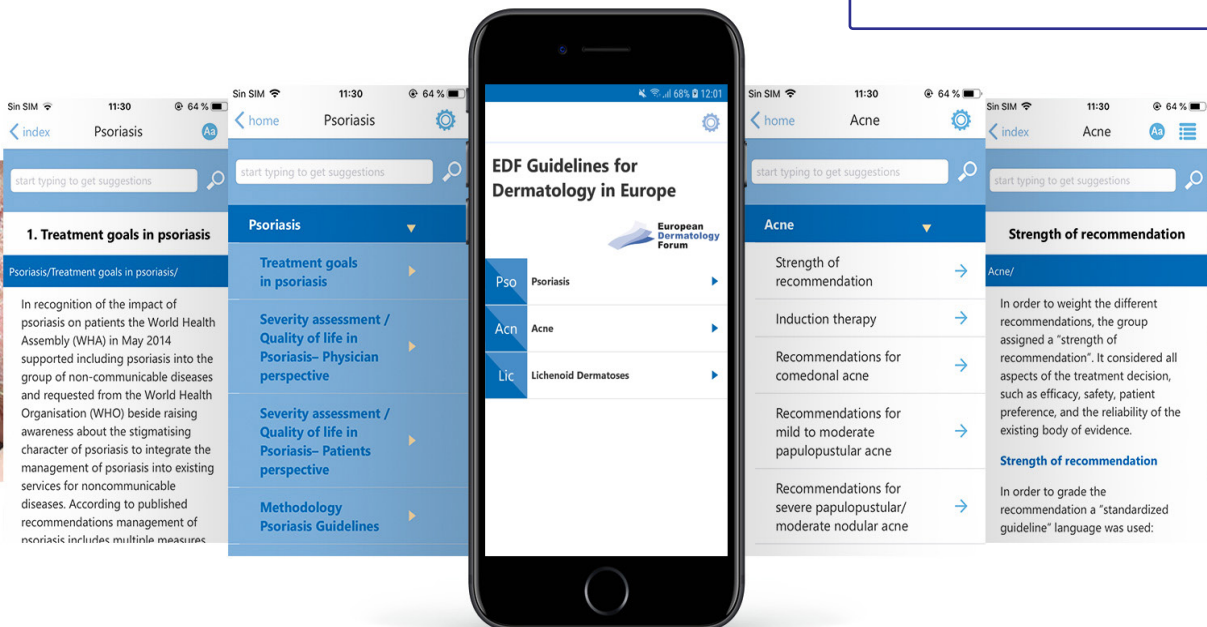 Sin SIM 11:30 64 %
index Psoriasis Aa
start typing to get suggestions
1. Treatment goals in psoriasis
Psoriasis/Treatment goals in psoriasis/
In recognition of the impact of
psoriasis on patients the World Health
Assembly (WHA) in May 2014
supported including psoriasis into the
group of non-communicable diseases
and requested from the World Health
Organisation (WHO) beside raising
awareness about the stigmatising
character of psoriasis to integrate the
management of psoriasis into existing
services for noncommunicable
diseases. According to published
recommendations management of
psoriasis includes multiple measures
Sin SIM 11:30 64 %
home Psoriasis
start typing to get suggestions
Psoriasis
Treatment goals
in psoriasis
Severity assessment /
Quality of life in
Psoriasis– Physician
perspective
Severity assessment /
Quality of life in
Psoriasis– Patients
perspective
Methodology
Psoriasis Guidelines
68% 12:01
EDF Guidelines for
Dermatology in Europe
European
Dermatology
Forum
Pso Psoriasis
Acn Acne
Lic Lichenoid Dermatoses
Sin SIM 11:30 64 %
home Acne
start typing to get suggestions
Acne
Strength of
recommendation
Induction therapy
Recommendations for
comedonal acne
Recommendations for
mild to moderate
papulopustular acne
Recommendations for
severe papulopustular/
moderate nodular acne
Sin SIM 11:30 64 %
index Acne Aa
start typing to get suggestions
Strength of recommendation
Acne/
In order to weight the different
recommendations, the group
assigned a "strength of
recommendation". It considered all
aspects of the treatment decision,
such as efficacy, safety, patient
preference, and the reliability of the
existing body of evidence.
Strength of recommendation
In order to grade the
recommendation a "standardized
guideline" language was used: